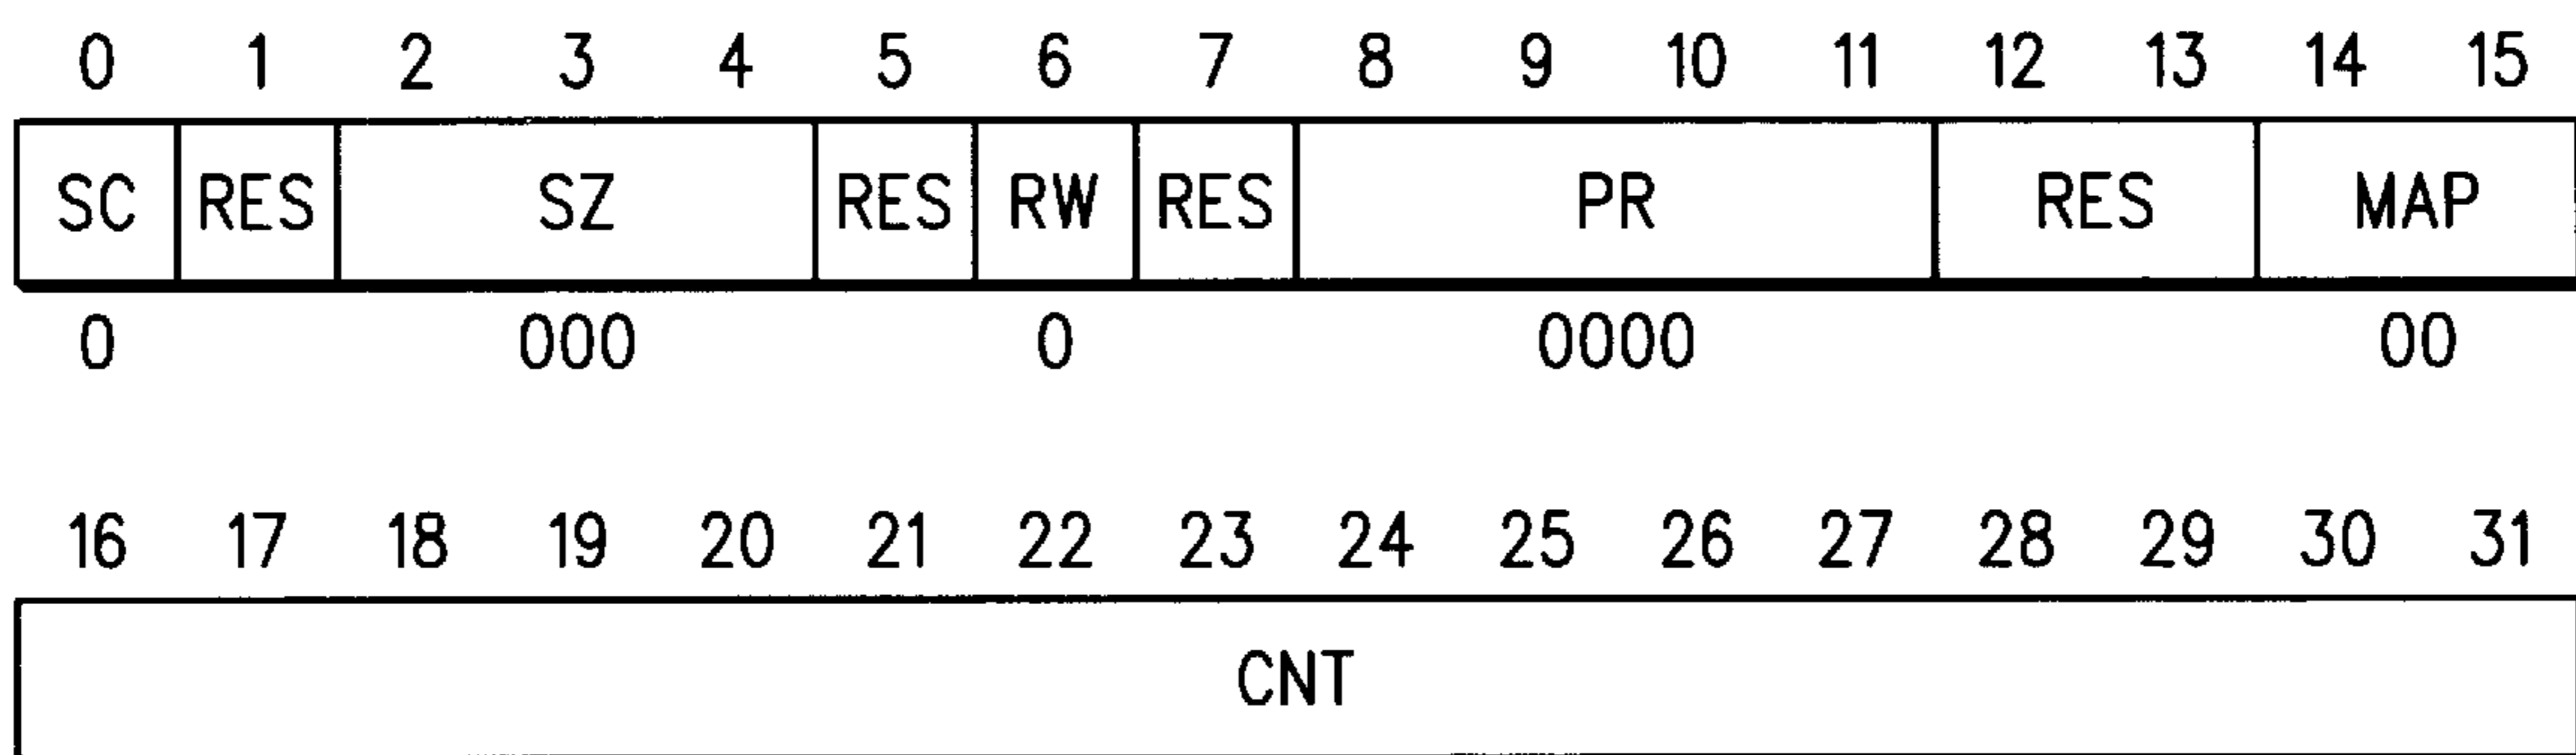 0 1 2 3 4 5 6 7 8 9 10 11 12 13 14 15
SC RES SZ RES RW RES PR RES MAP
0 000 0 0000 00
16 17 18 19 20 21 22 23 24 25 26 27 28 29 30 31
CNT